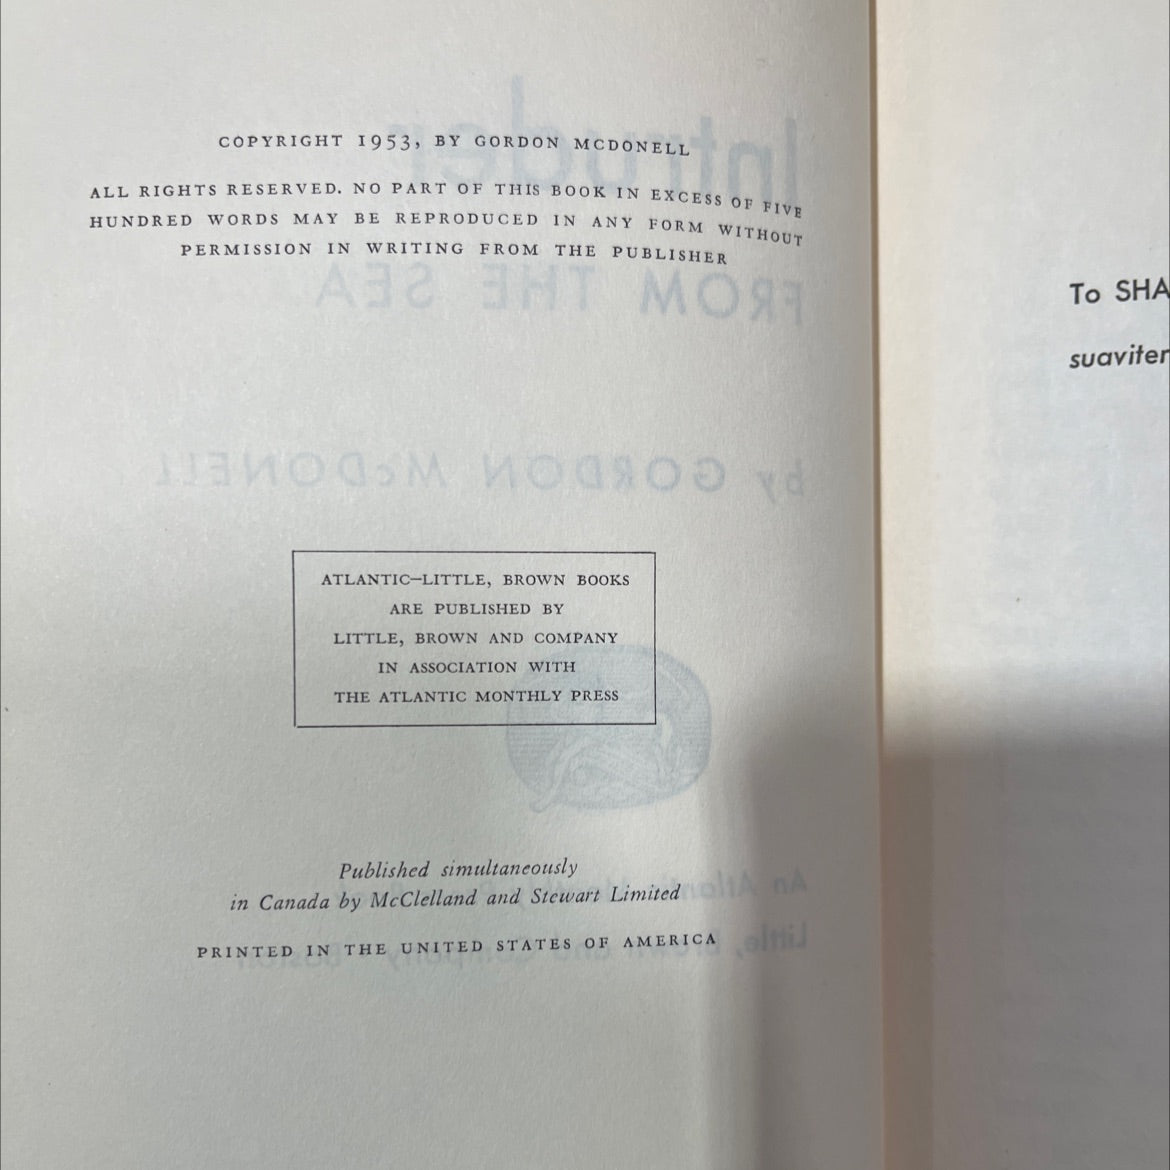 COPYRIGHT 1953, BY GORDON MCDONELL
ALL RIGHTS RESERVED. NO PART OF THIS BOOK IN EXCESS OF FIVE
HUNDRED WORDS MAY BE REPRODUCED IN ANY FORM WITHOUT
PERMISSION IN WRITING FROM THE PUBLISHER
ATLANTIC—LITTLE, BROWN BOOKS
ARE PUBLISHED BY
LITTLE, BROWN AND COMPANY
IN ASSOCIATION WITH
THE ATLANTIC MONTHLY PRESS
Published simultaneously
in Canada by McClelland and Stewart Limited
PRINTED IN THE UNITED STATES OF AMERICA
To SHA
suaviter